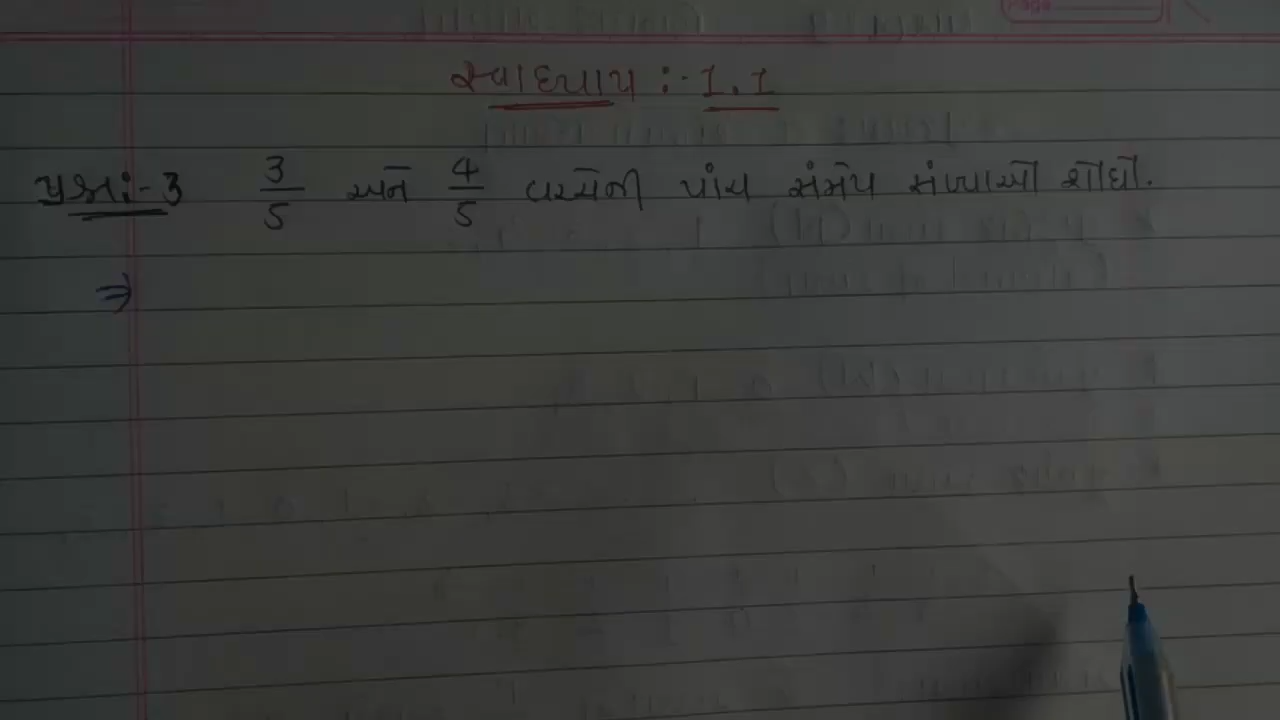 સ્વાધ્યાય :- 1.1
પ્રશ્ન:- 3 3/5 અને 4/5 વચ્ચેની પાંચ સંમેય સંખ્યાઓ શોધો.
⇒